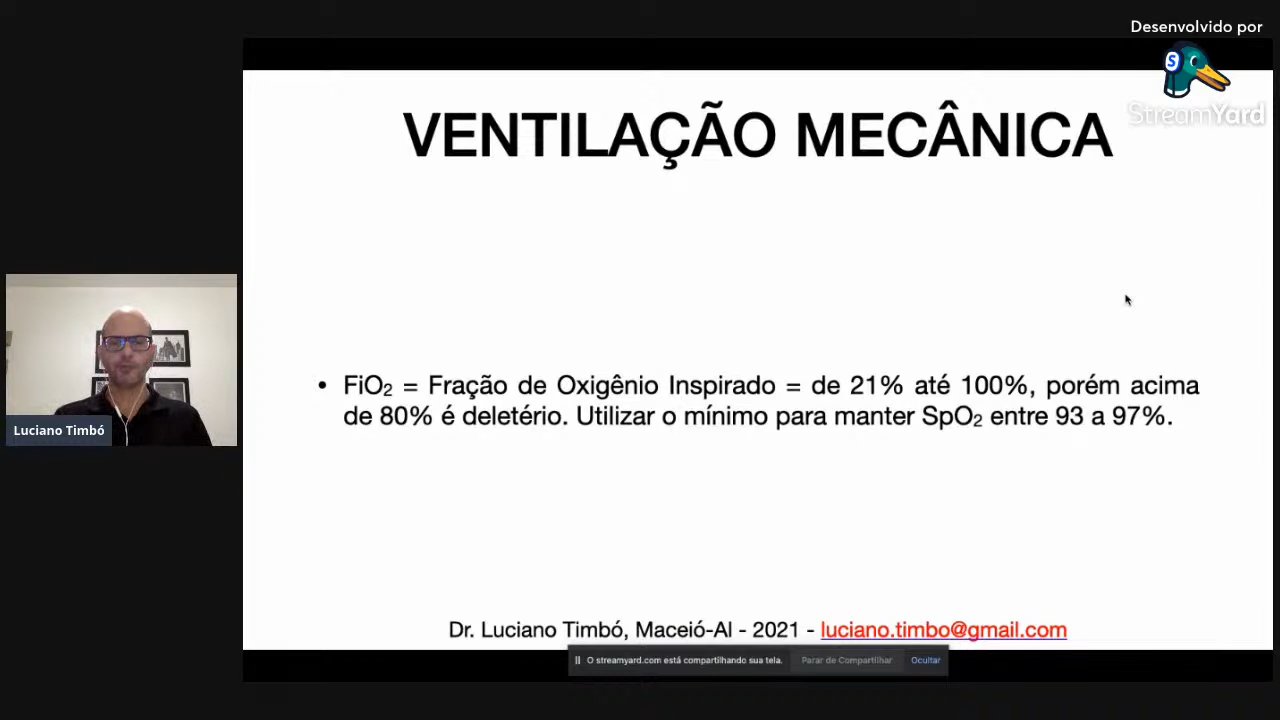 Desenvolvido por
StreamYard
VENTILAÇÃO MECÂNICA
• FiO₂ = Fração de Oxigênio Inspirado = de 21% até 100%, porém acima
de 80% é deletério. Utilizar o mínimo para manter SpO₂ entre 93 a 97%.
Luciano Timbó
Dr. Luciano Timbó, Maceió-Al - 2021 - luciano.timbo@gmail.com
O streamyard.com está compartilhando sua tela. Parar de Compartilhar Ocultar